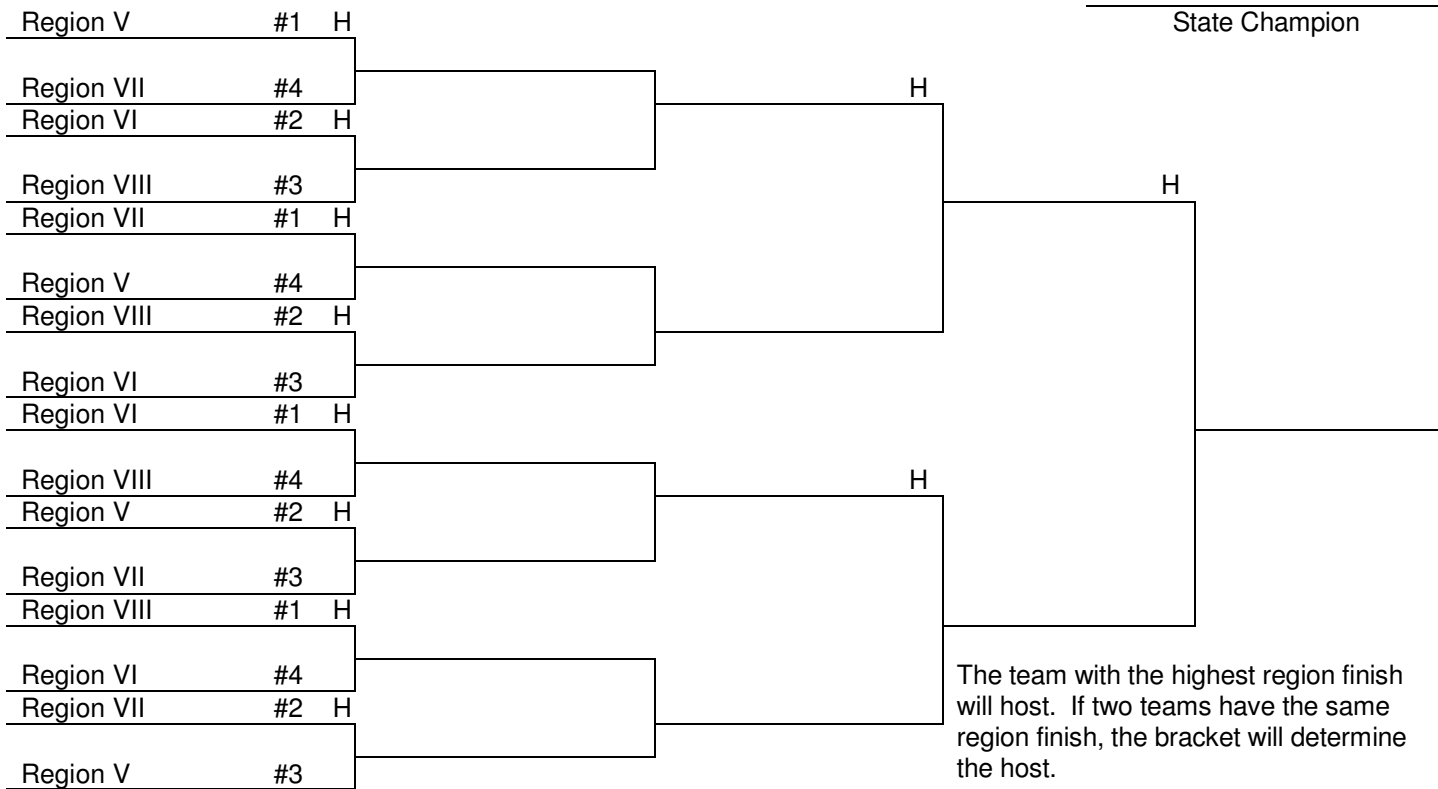 Region V #1 H
State Champion
Region VII #4 H
Region VI #2 H
Region VIII #3 H
Region VII #1 H
Region V #4
Region VIII #2 H
Region VI #3
Region VI #1 H
Region VIII #4 H
Region V #2 H
Region VII #3
Region VIII #1 H
Region VI #4
Region VII #2 H
Region V #3
The team with the highest region finish
will host. If two teams have the same
region finish, the bracket will determine
the host.